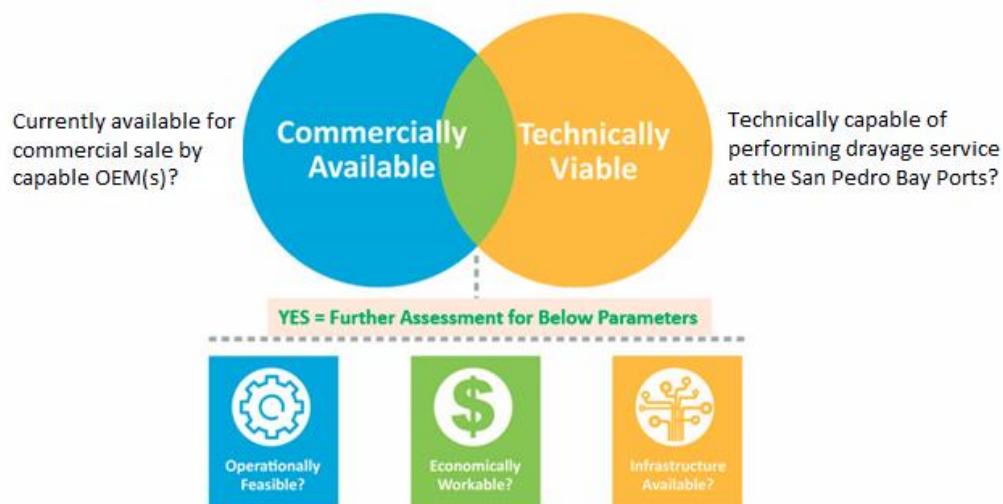 Currently available for
commercial sale by
capable OEM(s)?
Commercially
Available
Technically
Viable
Technically capable of
performing drayage service
at the San Pedro Bay Ports?
YES = Further Assessment for Below Parameters
Operationally
Feasible?
$
Economically
Workable?
Infrastructure
Available?